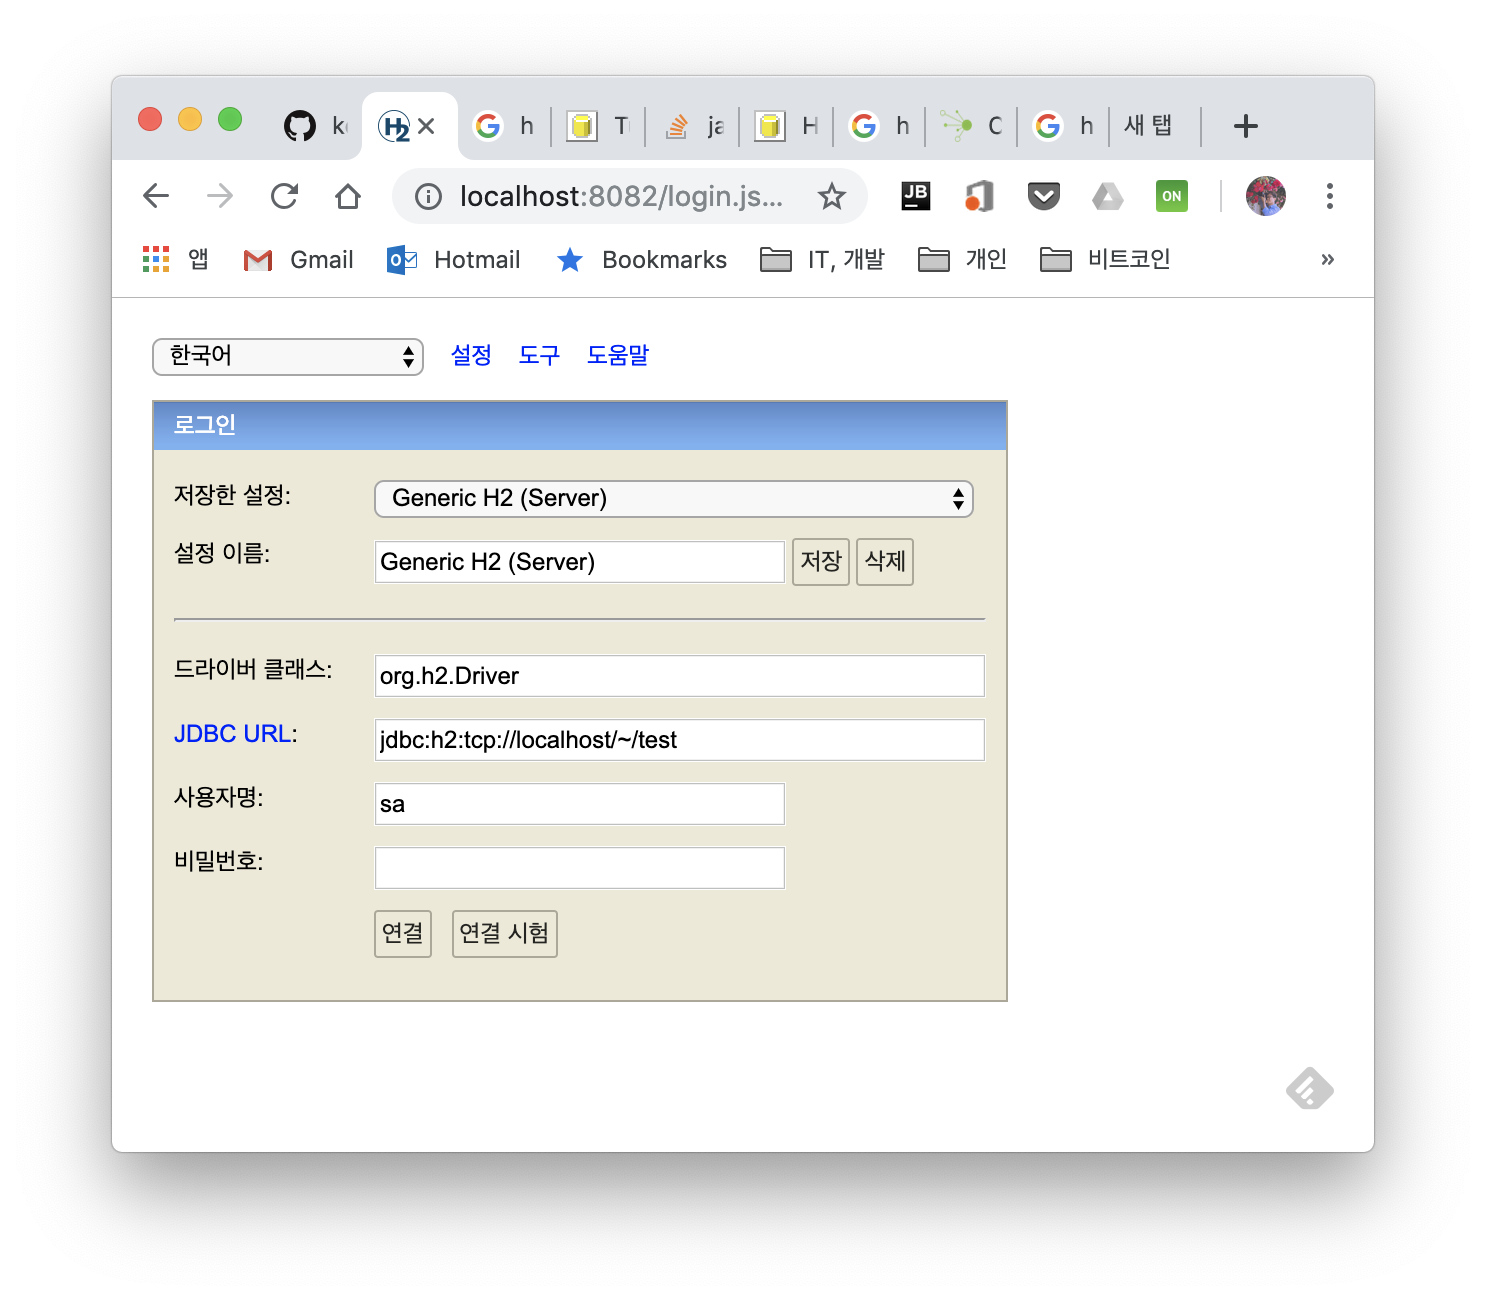 H2 새 탭
localhost:8082/login.js... JB ON
앱 Gmail Hotmail Bookmarks IT, 개발 개인 비트코인 »
한국어 설정 도구 도움말
로그인
저장한 설정: Generic H2 (Server)
설정 이름: Generic H2 (Server) 저장 삭제
드라이버 클래스: org.h2.Driver
JDBC URL: jdbc:h2:tcp://localhost/~/test
사용자명: sa
비밀번호:
연결 연결 시험